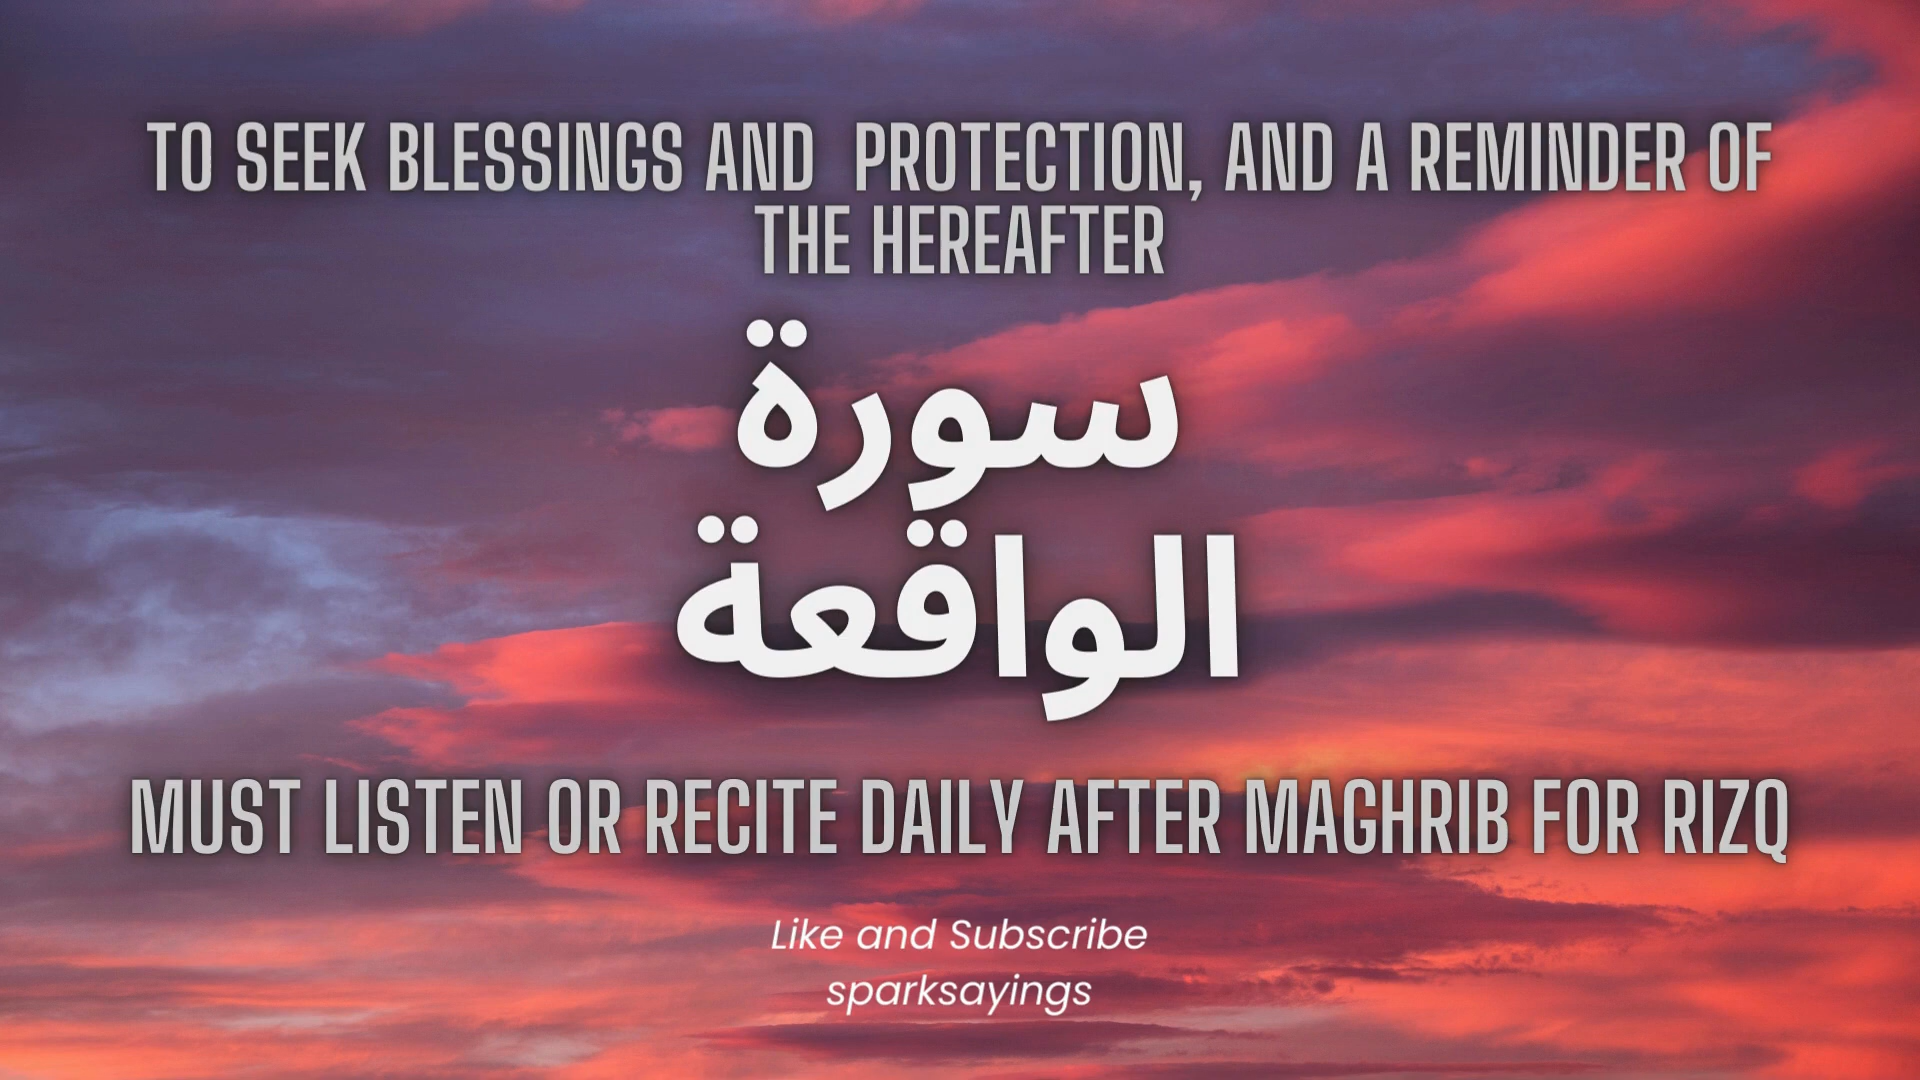 TO SEEK BLESSINGS AND PROTECTION, AND A REMINDER OF
THE HEREAFTER
سورة
الواقعة
MUST LISTEN OR RECITE DAILY AFTER MAGHRIB FOR RIZQ
Like and Subscribe
sparksayings